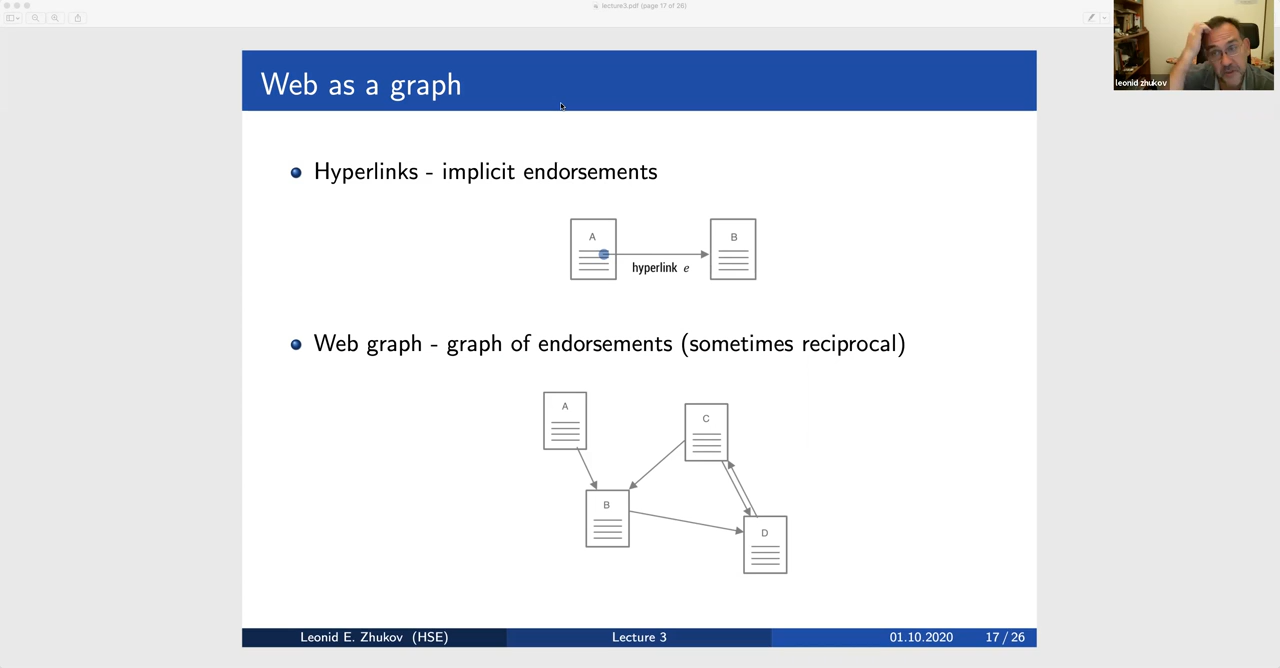 lecture3.pdf (page 17 of 26)
leonid zhukov
Web as a graph
Hyperlinks - implicit endorsements
A
B
hyperlink e
Web graph - graph of endorsements (sometimes reciprocal)
A
C
B
D
Leonid E. Zhukov (HSE)
Lecture 3
01.10.2020
17 / 26